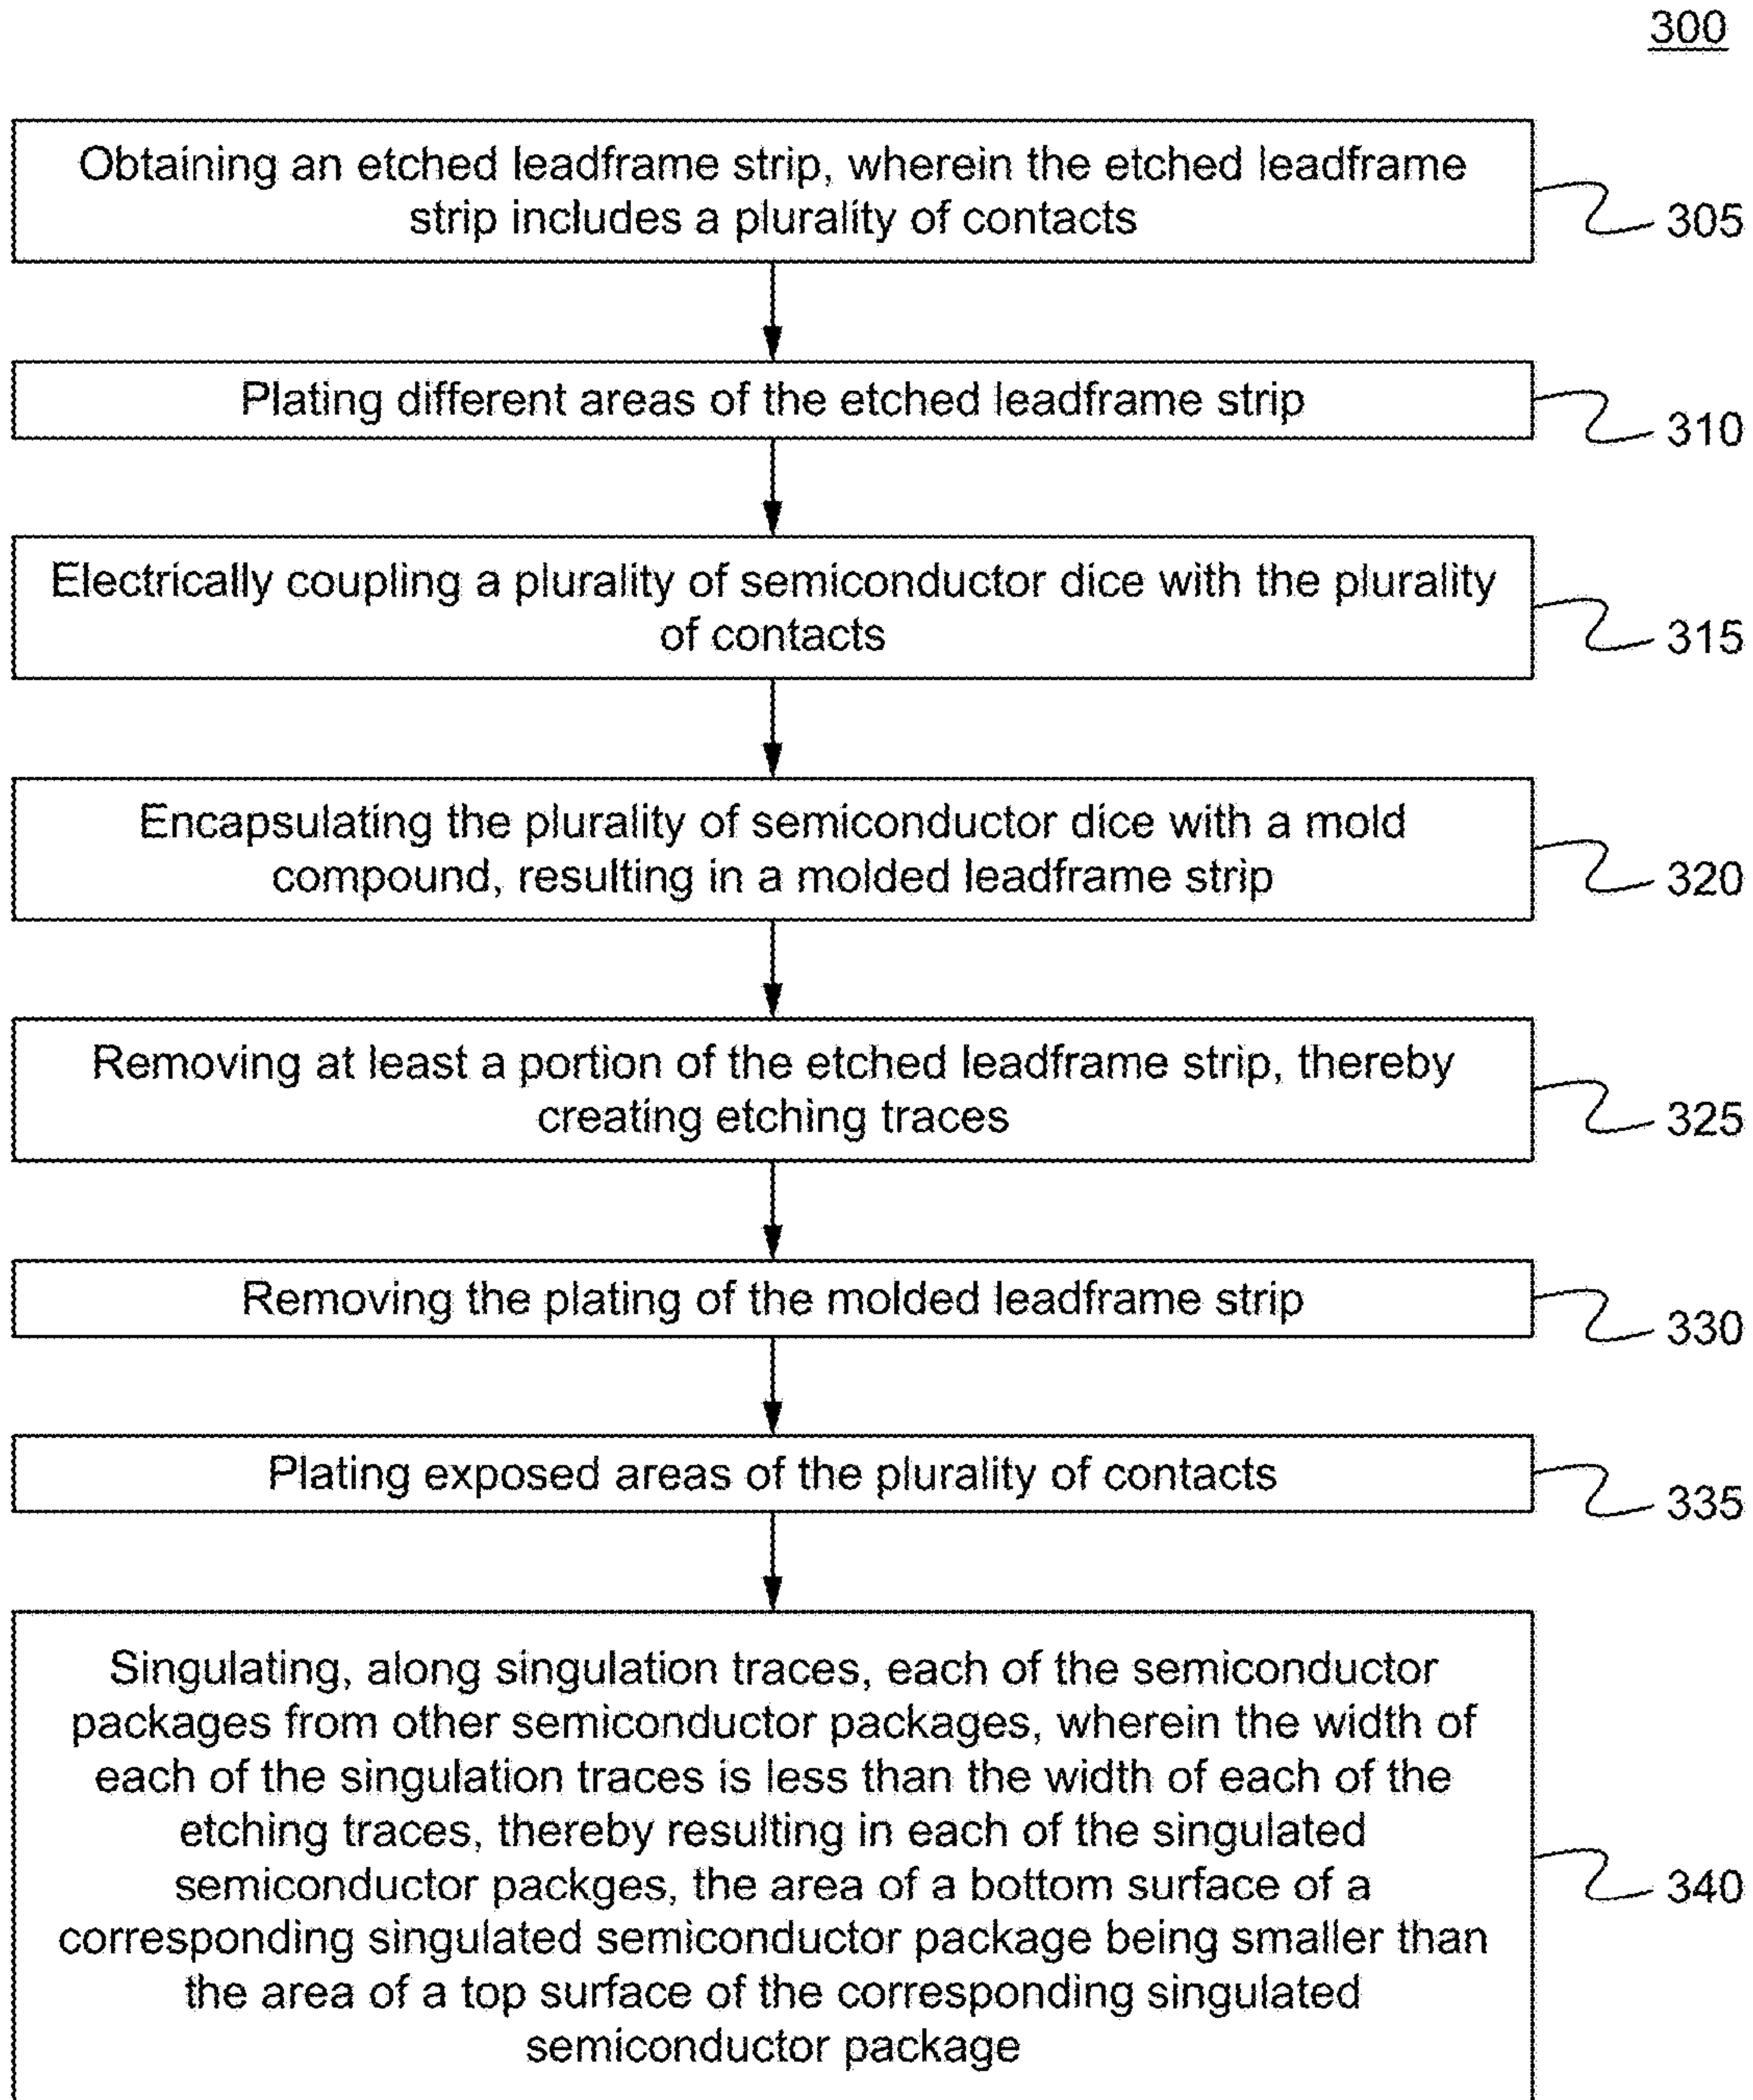 300
Obtaining an etched leadframe strip, wherein the etched leadframe
strip includes a plurality of contacts
305
Plating different areas of the etched leadframe strip
310
Electrically coupling a plurality of semiconductor dice with the plurality
of contacts
315
Encapsulating the plurality of semiconductor dice with a mold
compound, resulting in a molded leadframe strip
320
Removing at least a portion of the etched leadframe strip, thereby
creating etching traces
325
Removing the plating of the molded leadframe strip
330
Plating exposed areas of the plurality of contacts
335
Singulating, along singulation traces, each of the semiconductor
packages from other semiconductor packages, wherein the width of
each of the singulation traces is less than the width of each of the
etching traces, thereby resulting in each of the singulated
semiconductor packges, the area of a bottom surface of a
corresponding singulated semiconductor package being smaller than
the area of a top surface of the corresponding singulated
semiconductor package
340